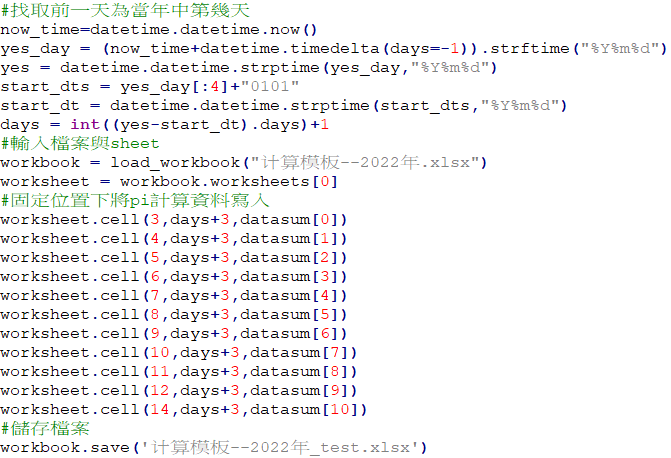 #找取前一天為當年中第幾天
now_time=datetime.datetime.now()
yes_day = (now_time+datetime.timedelta(days=-1)).strftime("%Y%m%d")
yes = datetime.datetime.strptime(yes_day,"%Y%m%d")
start_dts = yes_day[:4]+"0101"
start_dt = datetime.datetime.strptime(start_dts,"%Y%m%d")
days = int((yes-start_dt).days)+1
#輸入檔案與sheet
workbook = load_workbook("计算模板--2022年.xlsx")
worksheet = workbook.worksheets[0]
#固定位置下將pi計算資料寫入
worksheet.cell(3,days+3,datasum[0])
worksheet.cell(4,days+3,datasum[1])
worksheet.cell(5,days+3,datasum[2])
worksheet.cell(6,days+3,datasum[3])
worksheet.cell(7,days+3,datasum[4])
worksheet.cell(8,days+3,datasum[5])
worksheet.cell(9,days+3,datasum[6])
worksheet.cell(10,days+3,datasum[7])
worksheet.cell(11,days+3,datasum[8])
worksheet.cell(12,days+3,datasum[9])
worksheet.cell(14,days+3,datasum[10])
#儲存檔案
workbook.save('计算模板--2022年_test.xlsx')